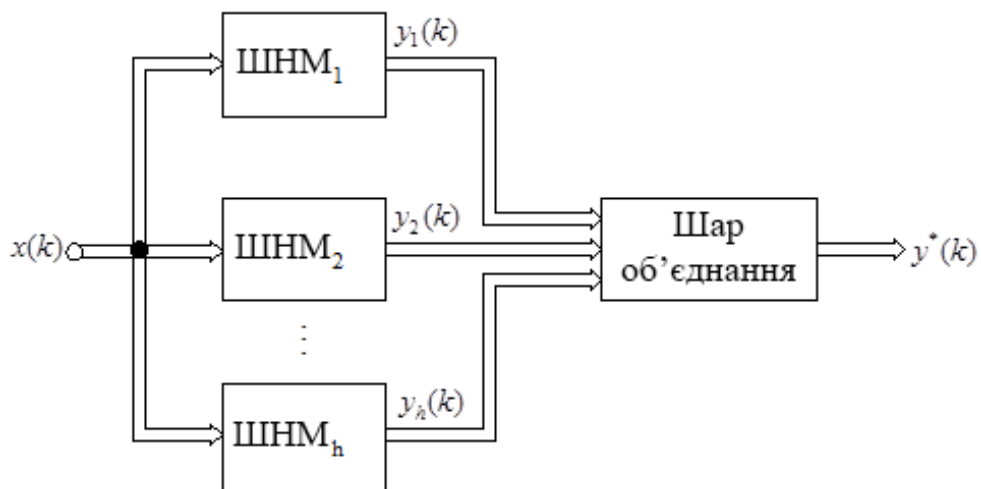 y₁(k)
ШНМ₁
x(k)
y₂(k)
ШНМ₂
Шар
об’єднання
y*(k)
⋮
yₕ(k)
ШНМₕ